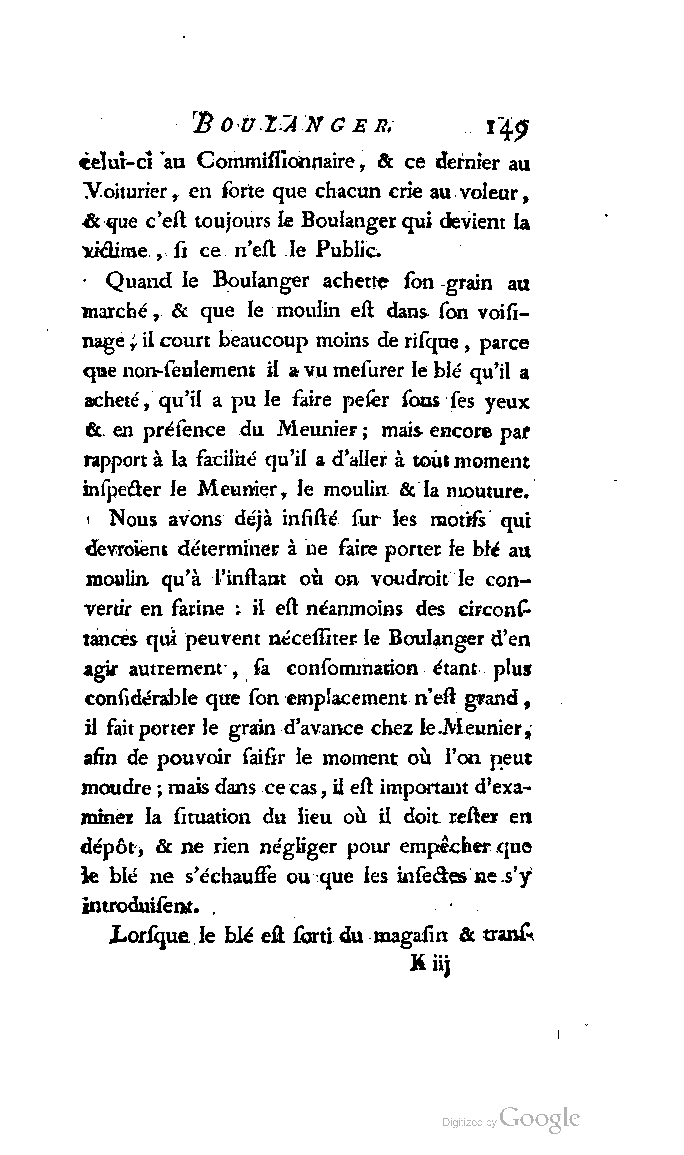 BOULANGER. 149
celui-ci au Commiſſionnaire, & ce dernier au
Voiturier, en ſorte que chacun crie au voleur,
& que c'eſt toujours le Boulanger qui devient la
victime, ſi ce n'eſt le Public.
Quand le Boulanger achette ſon grain au
marché, & que le moulin eſt dans ſon voiſi-
nage, il court beaucoup moins de riſque, parce
que non-ſeulement il a vu meſurer le blé qu'il a
acheté, qu'il a pu le faire peſer ſous ſes yeux
& en préſence du Meunier; mais encore par
rapport à la facilité qu'il a d'aller à tout moment
inſpecter le Meunier, le moulin & la mouture.
Nous avons déjà inſiſté ſur les motifs qui
devroient déterminer à ne faire porter le blé au
moulin qu'à l'inſtant où on voudroit le con-
vertir en farine : il eſt néanmoins des circonſ-
tances qui peuvent néceſſiter le Boulanger d'en
agir autrement, ſa conſommation étant plus
conſidérable que ſon emplacement n'eſt grand,
il fait porter le grain d'avance chez le Meunier,
afin de pouvoir ſaiſir le moment où l'on peut
moudre; mais dans ce cas, il eſt important d'exa-
miner la ſituation du lieu où il doit reſter en
dépôt, & ne rien négliger pour empêcher que
le blé ne s'échauffe ou que les inſectes ne s'y
introduiſent.
Lorſque le blé eſt ſorti du magaſin & tranſ-
K iij
Digitized by Google